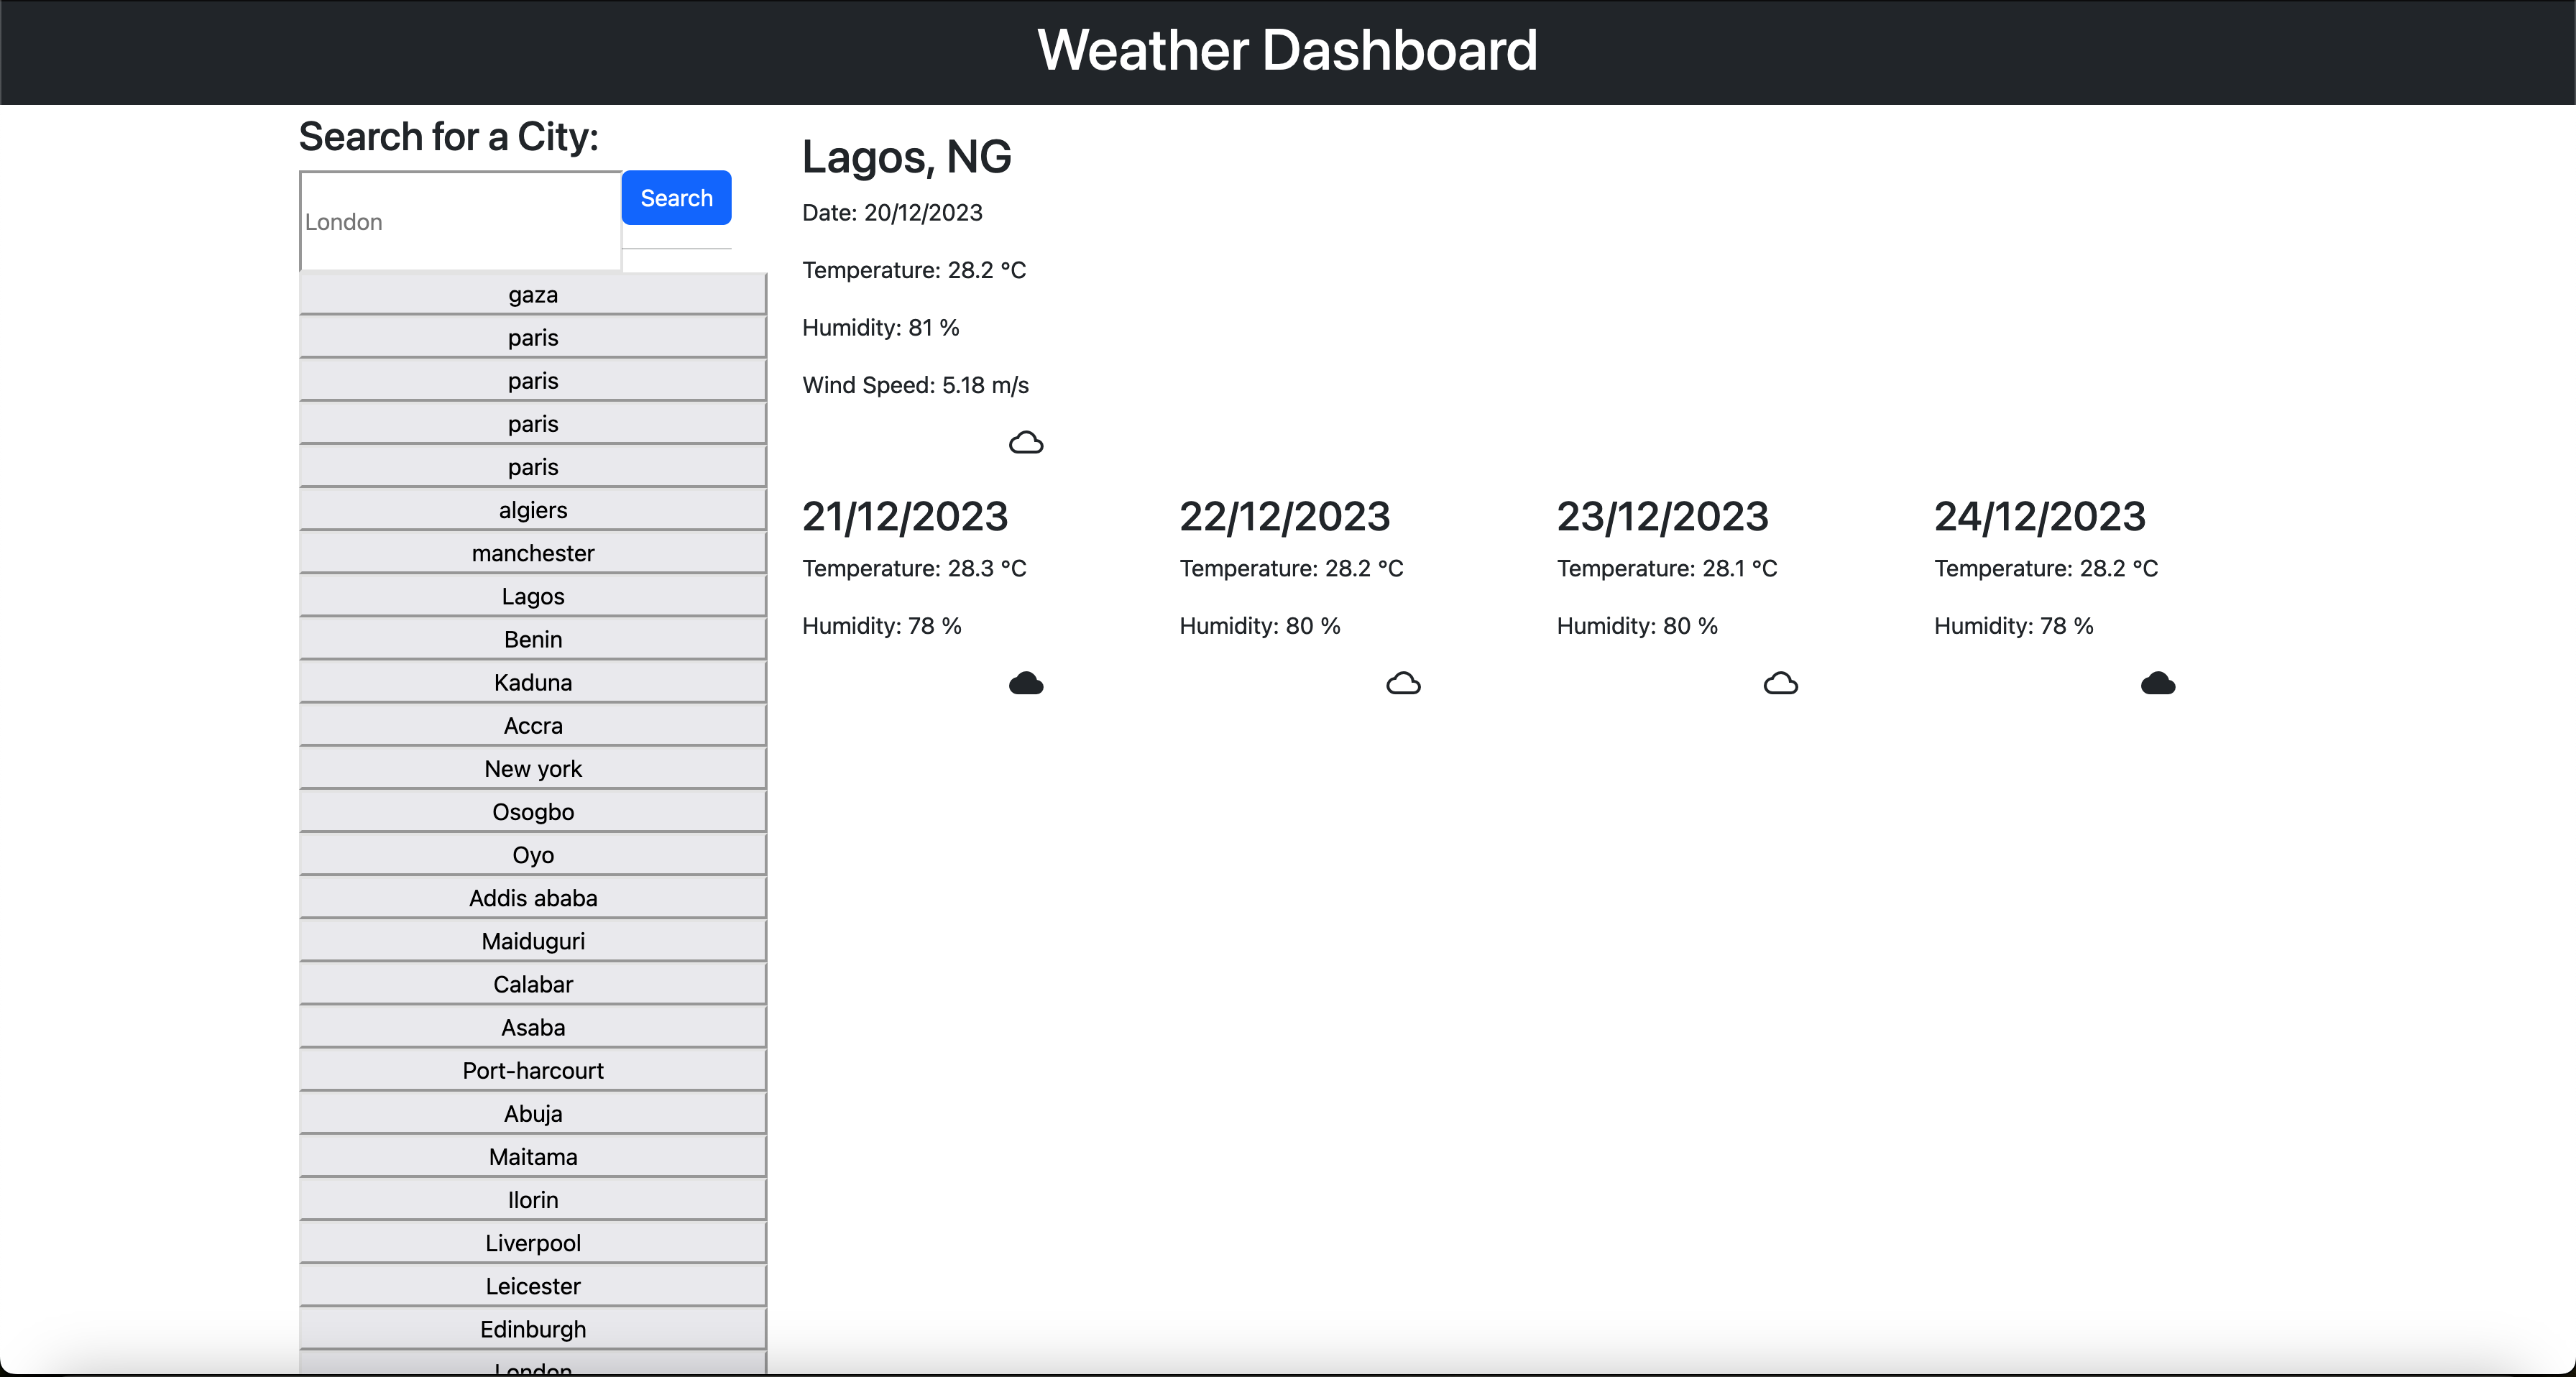 Weather Dashboard
Search for a City:
London
Search
gaza
paris
paris
paris
paris
algiers
manchester
Lagos
Benin
Kaduna
Accra
New york
Osogbo
Oyo
Addis ababa
Maiduguri
Calabar
Asaba
Port-harcourt
Abuja
Maitama
Ilorin
Liverpool
Leicester
Edinburgh
London
Lagos, NG
Date: 20/12/2023
Temperature: 28.2 °C
Humidity: 81 %
Wind Speed: 5.18 m/s
21/12/2023
Temperature: 28.3 °C
Humidity: 78 %
22/12/2023
Temperature: 28.2 °C
Humidity: 80 %
23/12/2023
Temperature: 28.1 °C
Humidity: 80 %
24/12/2023
Temperature: 28.2 °C
Humidity: 78 %